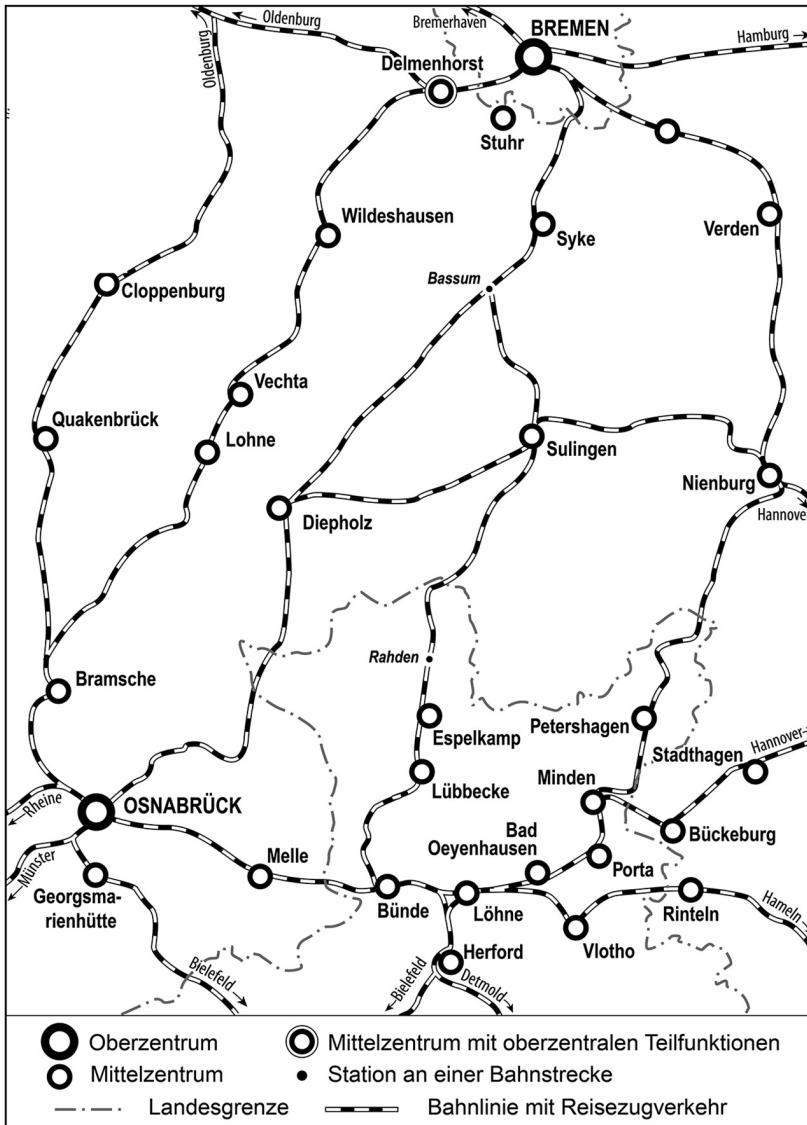 Oldenburg
Bremerhaven
BREMEN
Hamburg
Oldenburg
Delmenhorst
Stuhr
Wildeshausen
Syke
Verden
Bassum
Cloppenburg
Vechta
Quakenbrück
Lohne
Sulingen
Nienburg
Diepholz
Hannover
Rahden
Bramsche
Espelkamp
Petershagen
Stadthagen
Hannover
Rheine
OSNABRÜCK
Lübbecke
Minden
Bückeburg
Münster
Melle
Bad
Oeyenhausen
Porta
Georgsma-
rienhütte
Bünde
Löhne
Vlotho
Rinteln
Hameln
Herford
Bielefeld
Bielefeld
Detmold
Oberzentrum
Mittelzentrum mit oberzentralen Teilfunktionen
Mittelzentrum
Station an einer Bahnstrecke
Landesgrenze
Bahnlinie mit Reisezugverkehr